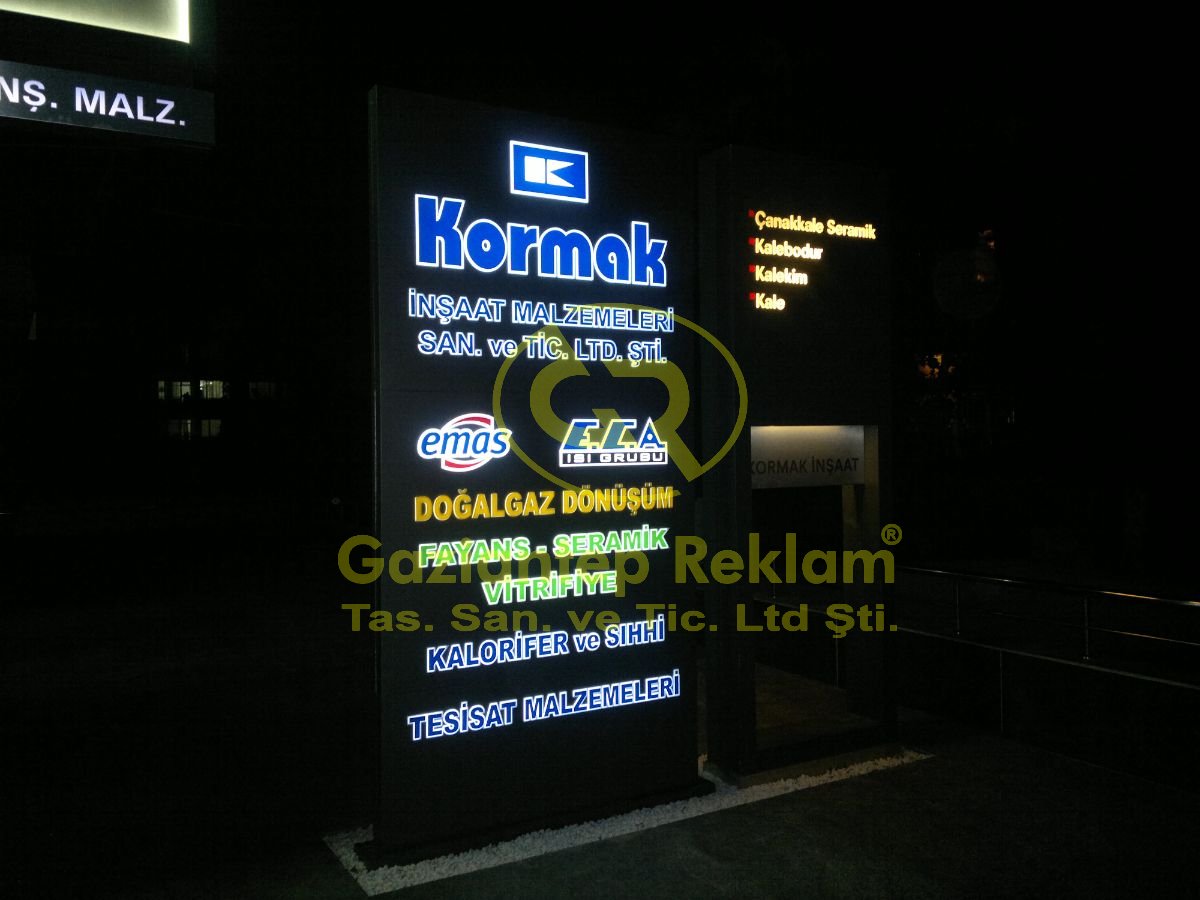 NŞ. MALZ.
Kormak
İNŞAAT MALZEMELERİ
SAN. ve TİC. LTD. ŞTİ.
emas
E.C.A
ISI GRUBU
DOĞALGAZ DÖNÜŞÜM
FAYANS - SERAMİK
VİTRİFİYE
KALORİFER ve SIHHİ
TESİSAT MALZEMELERİ
Çanakkale Seramik
Kalebodur
Kalekim
Kale
KORMAK İNŞAAT
GR
Gaziantep Reklam®
Tas. San. ve Tic. Ltd Şti.